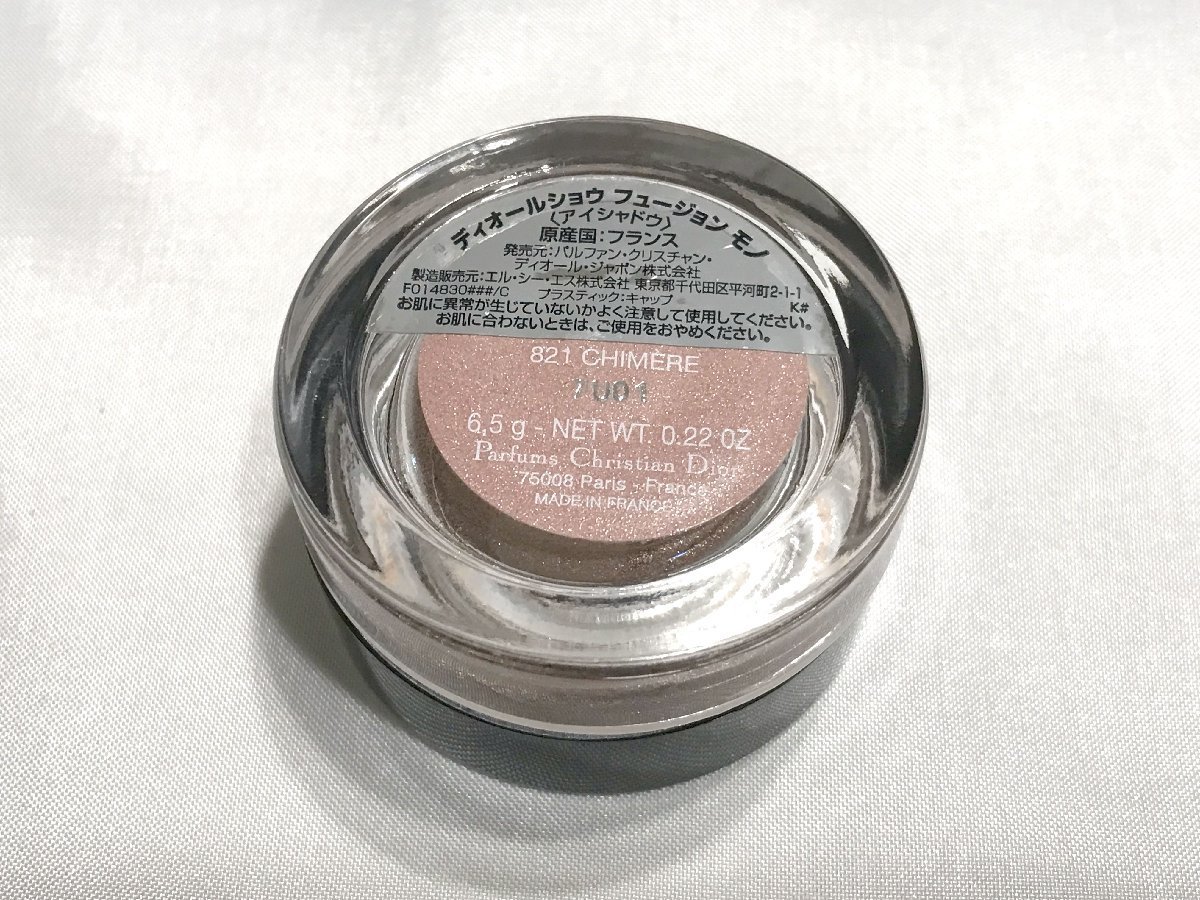 ディオールショウ フュージョン モノ
〈アイシャドウ〉
原産国:フランス
発売元:パルファン・クリスチャン・
ディオール・ジャポン株式会社
製造販売元:エル・シー・エス株式会社 東京都千代田区平河町2-1-1
F014830###/C プラスティック:キャップ K#
お肌に異常が生じていないかよく注意して使用してください。
お肌に合わないときは、ご使用をおやめください。
821 CHIMÈRE
7U01
6,5 g - NET WT. 0.22 OZ
Parfums Christian Dior
75008 Paris - France
MADE IN FRANCE